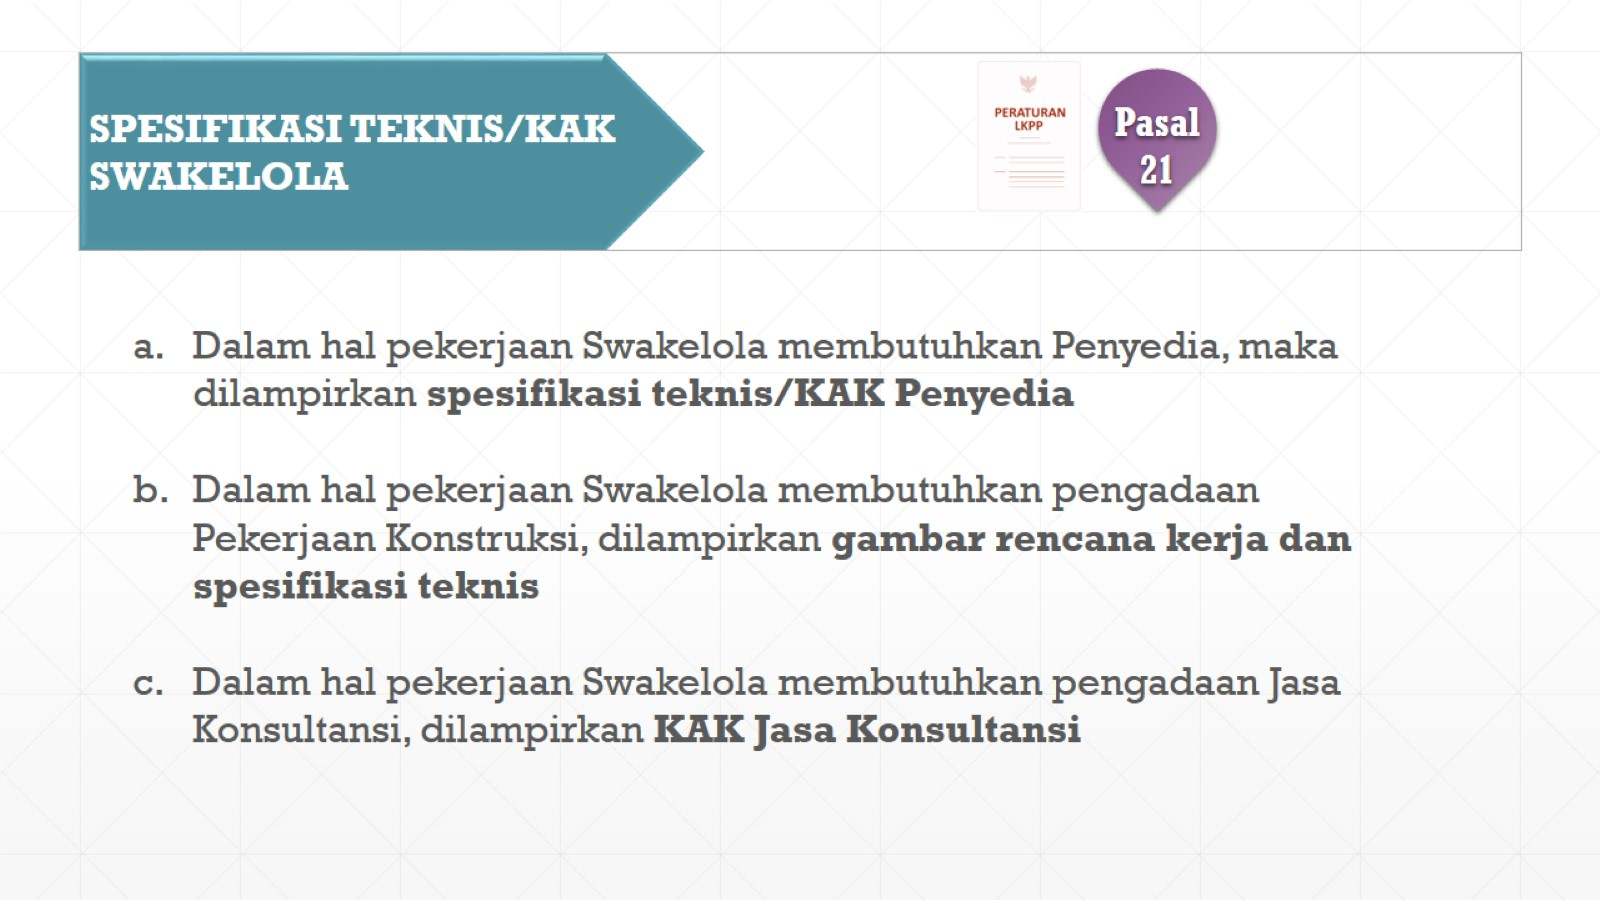 SPESIFIKASI TEKNIS/KAK
SWAKELOLA
PERATURAN
LKPP
Pasal
21
a. Dalam hal pekerjaan Swakelola membutuhkan Penyedia, maka
dilampirkan spesifikasi teknis/KAK Penyedia
b. Dalam hal pekerjaan Swakelola membutuhkan pengadaan
Pekerjaan Konstruksi, dilampirkan gambar rencana kerja dan
spesifikasi teknis
c. Dalam hal pekerjaan Swakelola membutuhkan pengadaan Jasa
Konsultansi, dilampirkan KAK Jasa Konsultansi